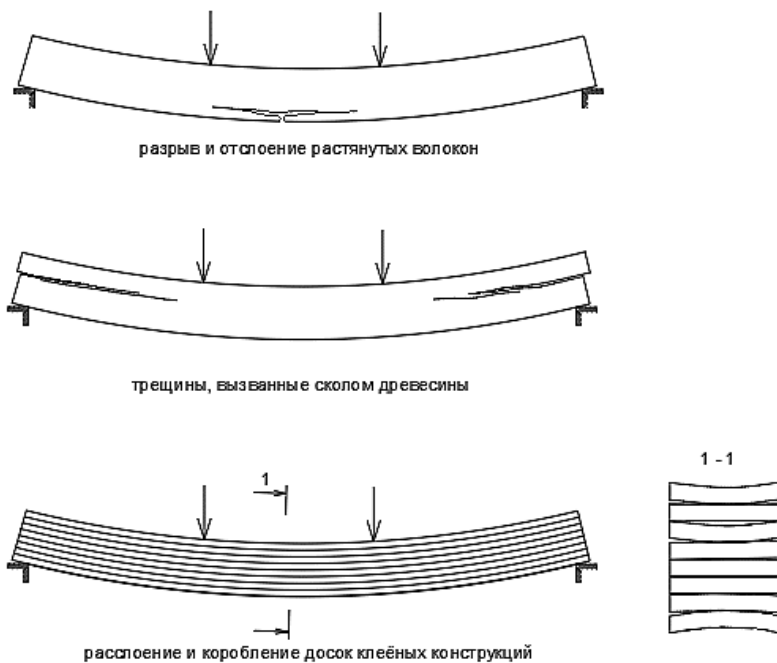 разрыв и отслоение растянутых волокон
трещины, вызванные сколом древесины
1
1 - 1
расслоение и коробление досок клеёных конструкций